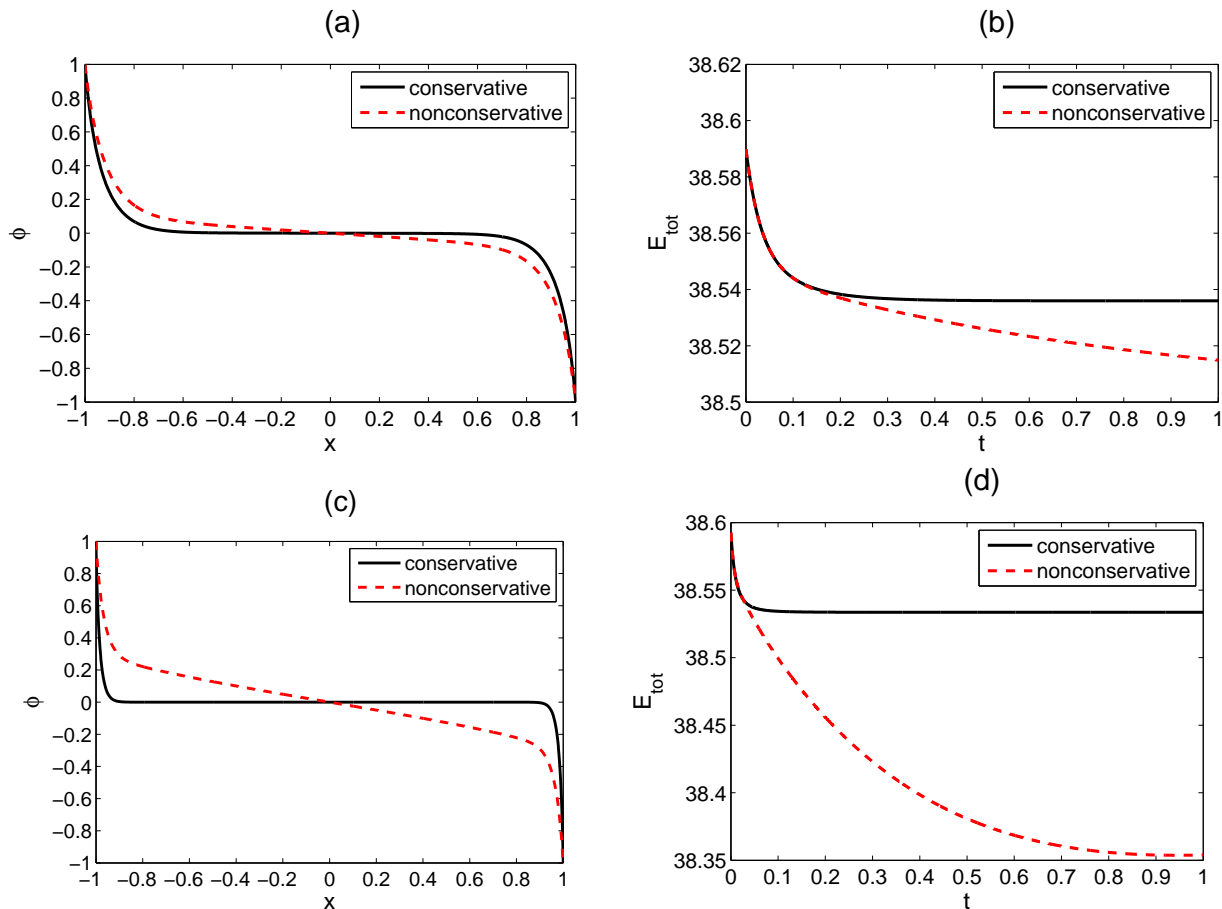 (a)
1
0.8
0.6
0.4
0.2
0
−0.2
−0.4
−0.6
−0.8
−1
−1 −0.8 −0.6 −0.4 −0.2 0 0.2 0.4 0.6 0.8 1
ϕ
x
conservative
nonconservative
(b)
38.62
38.6
38.58
38.56
38.54
38.52
38.5
0 0.1 0.2 0.3 0.4 0.5 0.6 0.7 0.8 0.9 1
E_tot
t
conservative
nonconservative
(c)
1
0.8
0.6
0.4
0.2
0
−0.2
−0.4
−0.6
−0.8
−1
−1 −0.8 −0.6 −0.4 −0.2 0 0.2 0.4 0.6 0.8 1
ϕ
x
conservative
nonconservative
(d)
38.6
38.55
38.5
38.45
38.4
38.35
0 0.1 0.2 0.3 0.4 0.5 0.6 0.7 0.8 0.9 1
E_tot
t
conservative
nonconservative